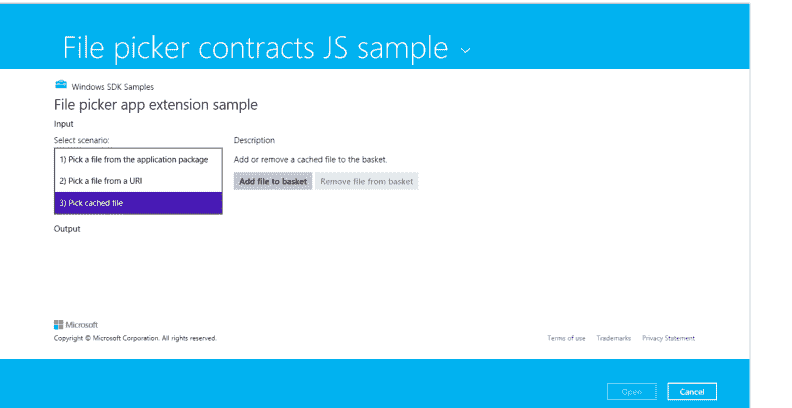 File picker contracts JS sample
Windows SDK Samples
File picker app extension sample
Input
Select scenario:
Description
1) Pick a file from the application package
Add or remove a cached file to the basket.
2) Pick a file from a URI
Add file to basket
Remove file from basket
3) Pick cached file
Output
Microsoft
Copyright © Microsoft Corporation. All rights reserved.
Terms of use
Trademarks
Privacy Statement
Open
Cancel